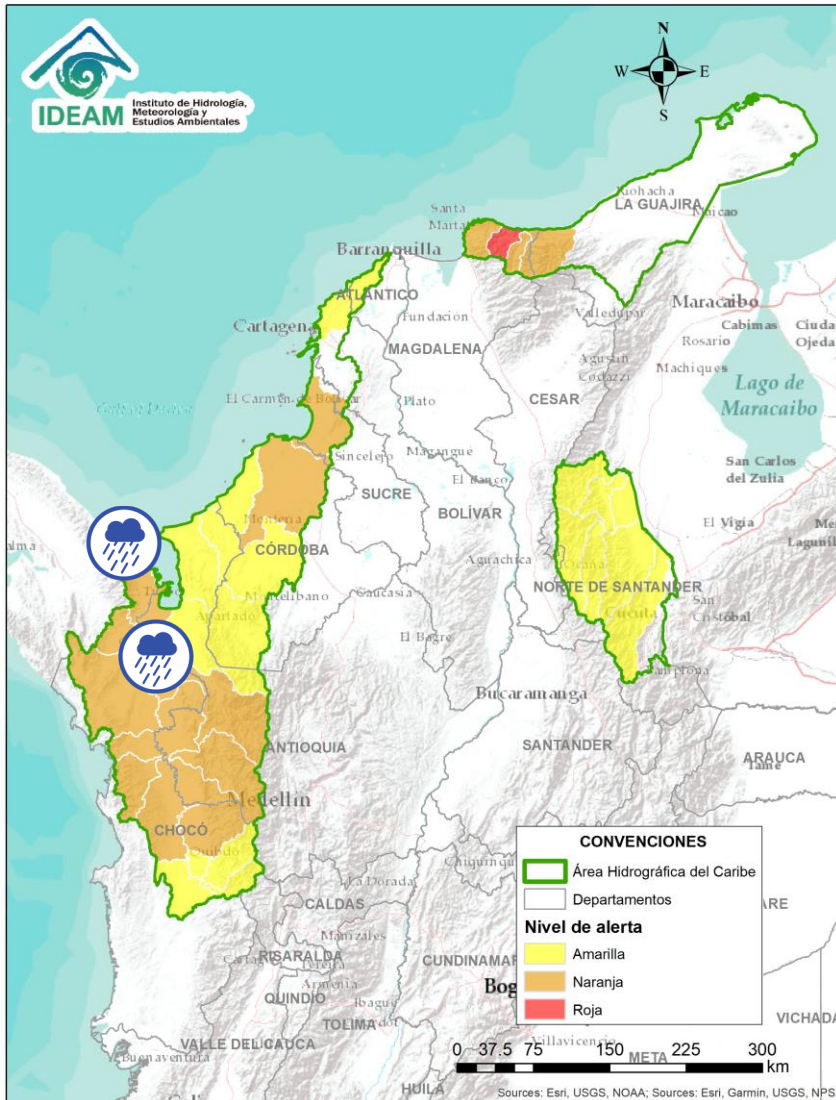 IDEAM
Instituto de Hidrología,
Meteorología y
Estudios Ambientales
N
W
E
S
Riohacha
LA GUAJIRA
Maicao
Santa
Marta
Barranquilla
ATLÁNTICO
Cartagena
Fundación
Valledupar
Maracaibo
Cabimas
Ciudad
Ojeda
Rosario
Machiques
MAGDALENA
Agustín
Codazzi
CESAR
Lago de
Maracaibo
El Carmen de Bolívar
Plato
San Carlos
del Zulia
Sincelejo
Magangué
El Banco
SUCRE
BOLÍVAR
El Vigía
Montería
CÓRDOBA
Aguachica
Ocaña
NORTE DE SANTANDER
Cúcuta
San
Cristóbal
Montelíbano
Caucasia
Apartadó
El Bagre
Pamplona
Bucaramanga
ANTIOQUIA
SANTANDER
ARAUCA
Tame
Medellín
CHOCÓ
Quibdó
La Dorada
CALDAS
Manizales
RISARALDA
Pereira
Armenia
QUINDÍO
Ibagué
TOLIMA
VALLE DEL CAUCA
Buenaventura
HUILA
Villavicencio
META
VICHADA
CONVENCIONES
Área Hidrográfica del Caribe
Departamentos
Nivel de alerta
Amarilla
Naranja
Roja
0 37.5 75 150 225 300
km
Sources: Esri, USGS, NOAA; Sources: Esri, Garmin, USGS, NPS